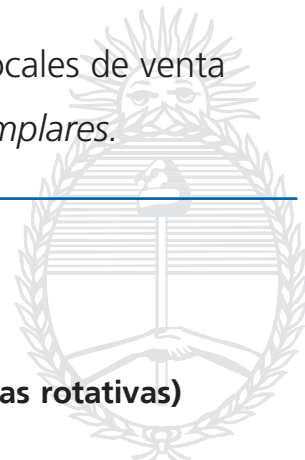 ocales de venta
mplares.
as rotativas)